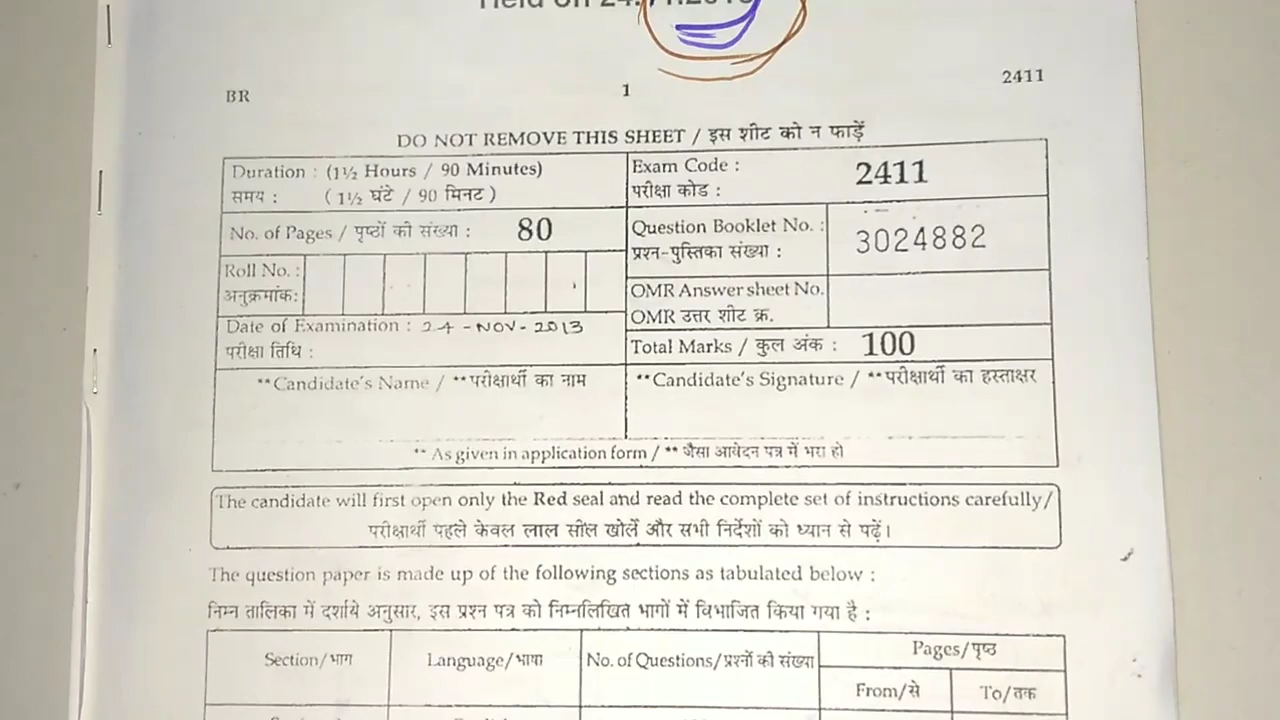 Held on 24.11.2013
BR 1 2411
DO NOT REMOVE THIS SHEET / इस शीट को न फाड़ें
Duration : (1½ Hours / 90 Minutes)
समय : ( 1½ घंटे / 90 मिनट )
Exam Code :
परीक्षा कोड :
2411
No. of Pages / पृष्ठों की संख्या : 80
Question Booklet No. :
प्रश्न-पुस्तिका संख्या :
3024882
Roll No. :
अनुक्रमांक:
OMR Answer sheet No.
OMR उत्तर शीट क्र.
Date of Examination : 24-NOV-2013
परीक्षा तिथि :
Total Marks / कुल अंक : 100
**Candidate's Name / **परीक्षार्थी का नाम
**Candidate's Signature / **परीक्षार्थी का हस्ताक्षर
** As given in application form / ** जैसा आवेदन पत्र में भरा हो
The candidate will first open only the Red seal and read the complete set of instructions carefully/
परीक्षार्थी पहले केवल लाल सील खोलें और सभी निर्देशों को ध्यान से पढ़ें।
The question paper is made up of the following sections as tabulated below :
निम्न तालिका में दर्शाये अनुसार, इस प्रश्न पत्र को निम्नलिखित भागों में विभाजित किया गया है :
Section/भाग
Language/भाषा
No. of Questions/प्रश्नों की संख्या
Pages/पृष्ठ
From/से
To/तक